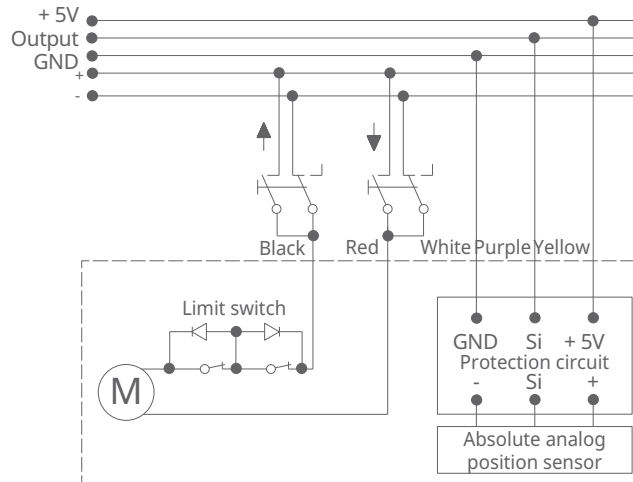 + 5V
Output
GND
+
-
Black
Red
White Purple Yellow
Limit switch
M
GND Si + 5V
Protection circuit
- Si +
Absolute analog
position sensor